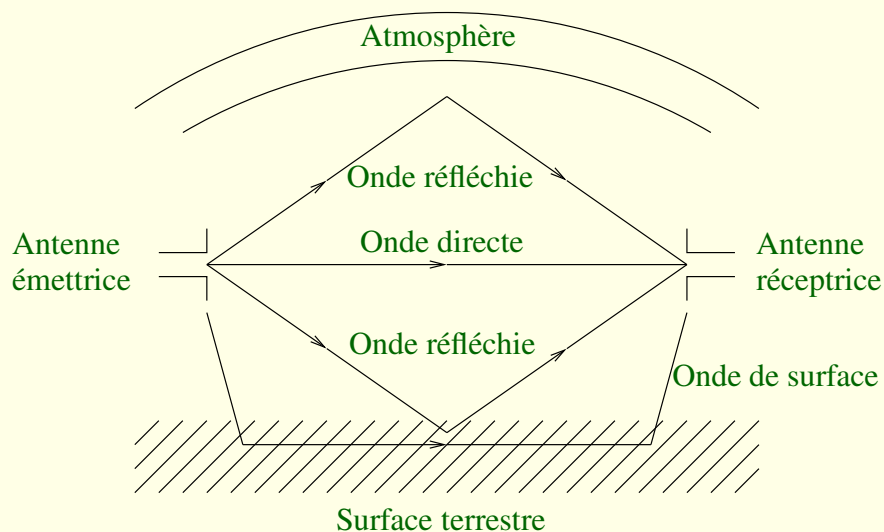 Atmosphère
Onde réfléchie
Antenne
émettrice
Onde directe
Antenne
réceptrice
Onde réfléchie
Onde de surface
Surface terrestre